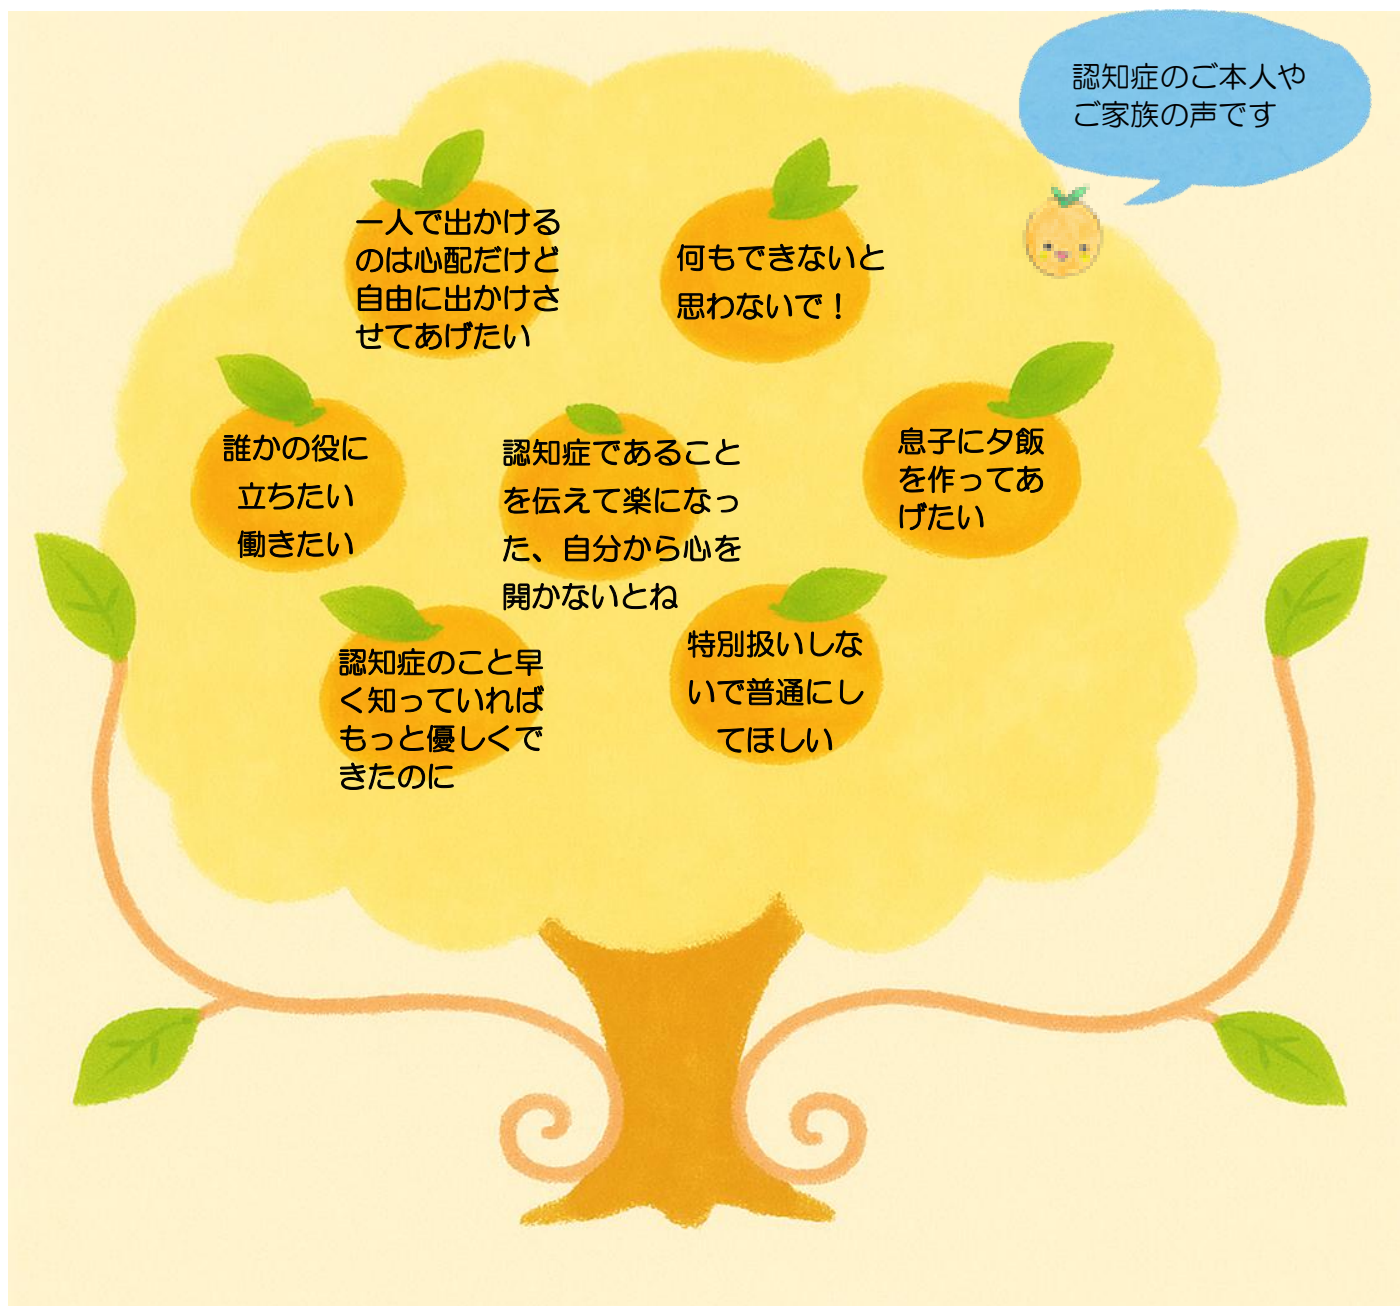 認知症のご本人や
ご家族の声です
一人で出かける
のは心配だけど
自由に出かけさ
せてあげたい
何もできないと
思わないで！
誰かの役に
立ちたい
働きたい
認知症であること
を伝えて楽になっ
た、自分から心を
開かないとね
息子に夕飯
を作ってあ
げたい
認知症のこと早
く知っていれば
もっと優しくで
きたのに
特別扱いしな
いで普通にし
てほしい